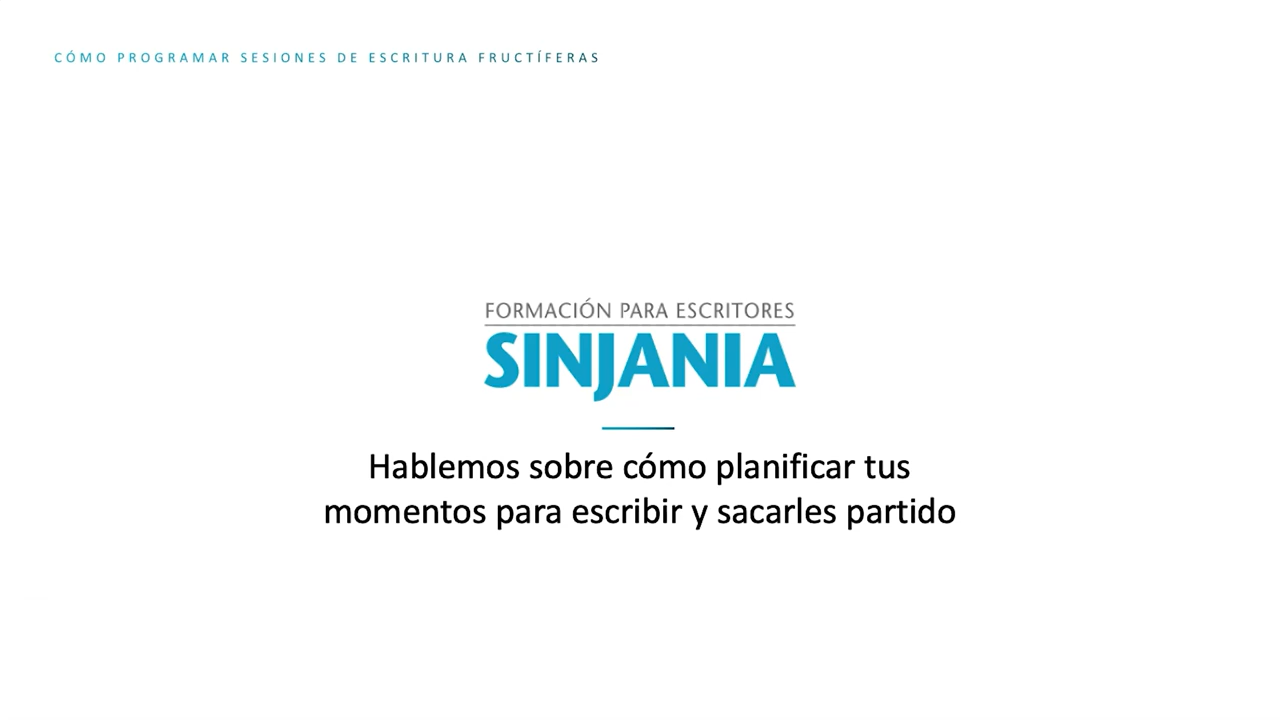 CÓMO PROGRAMAR SESIONES DE ESCRITURA FRUCTÍFERAS
FORMACIÓN PARA ESCRITORES
SINJANIA
Hablemos sobre cómo planificar tus
momentos para escribir y sacarles partido